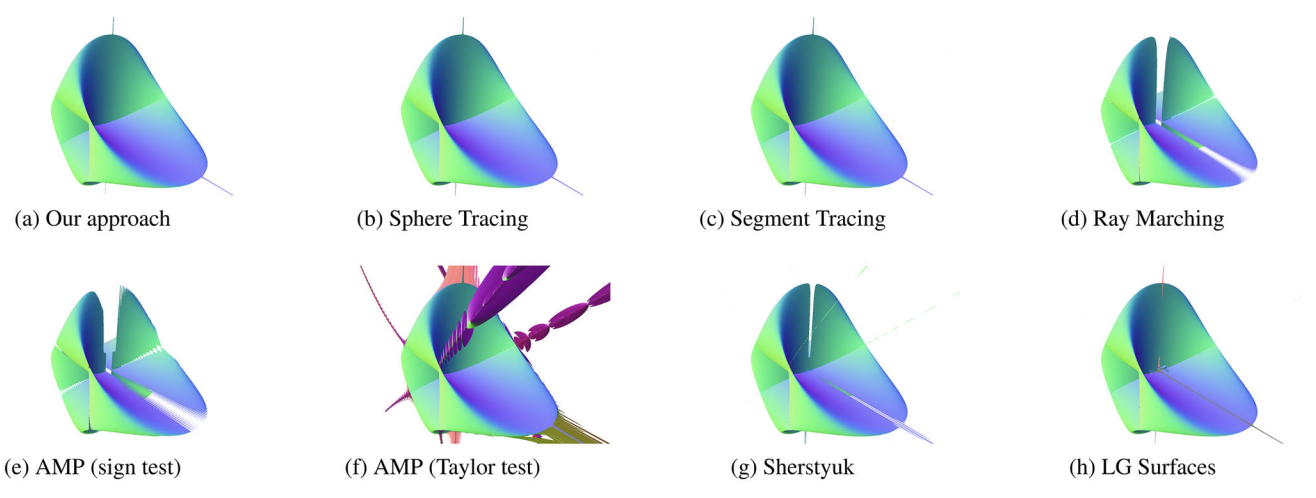 (a) Our approach
(b) Sphere Tracing
(c) Segment Tracing
(d) Ray Marching
(e) AMP (sign test)
(f) AMP (Taylor test)
(g) Sherstyuk
(h) LG Surfaces